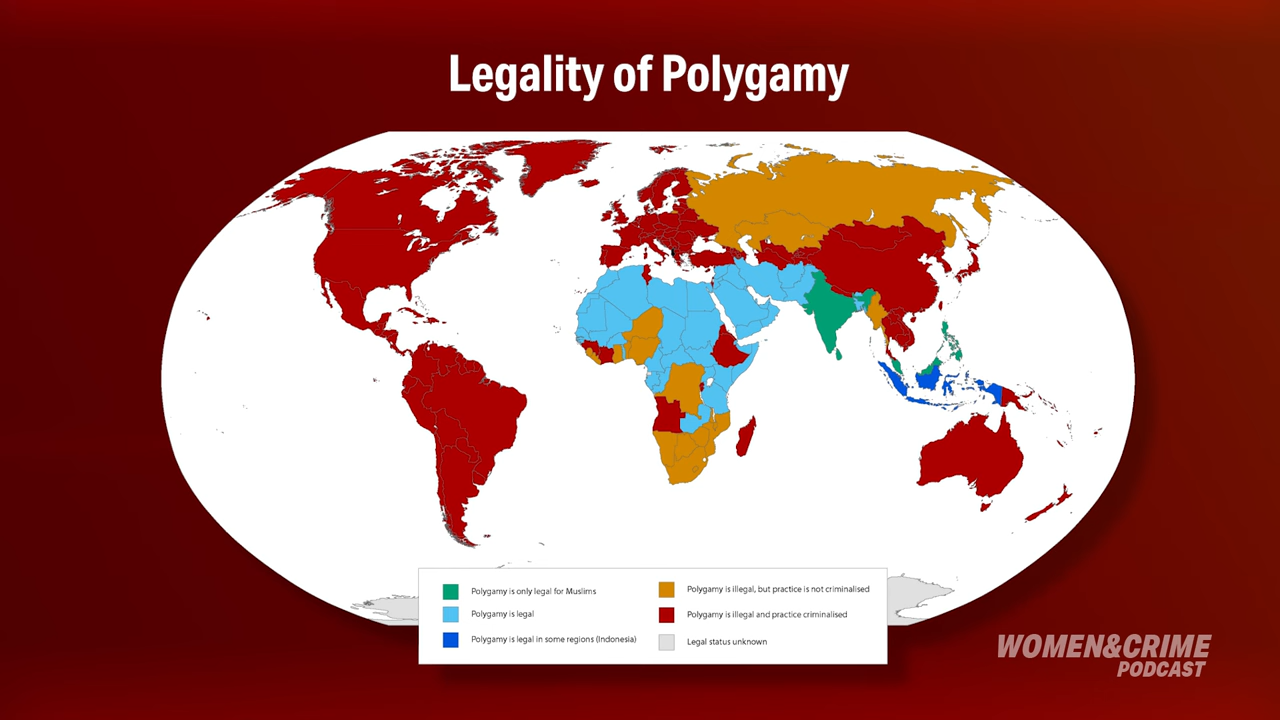 Legality of Polygamy
Polygamy is only legal for Muslims
Polygamy is legal
Polygamy is legal in some regions (Indonesia)
Polygamy is illegal, but practice is not criminalised
Polygamy is illegal and practice criminalised
Legal status unknown
WOMEN&CRIME
PODCAST